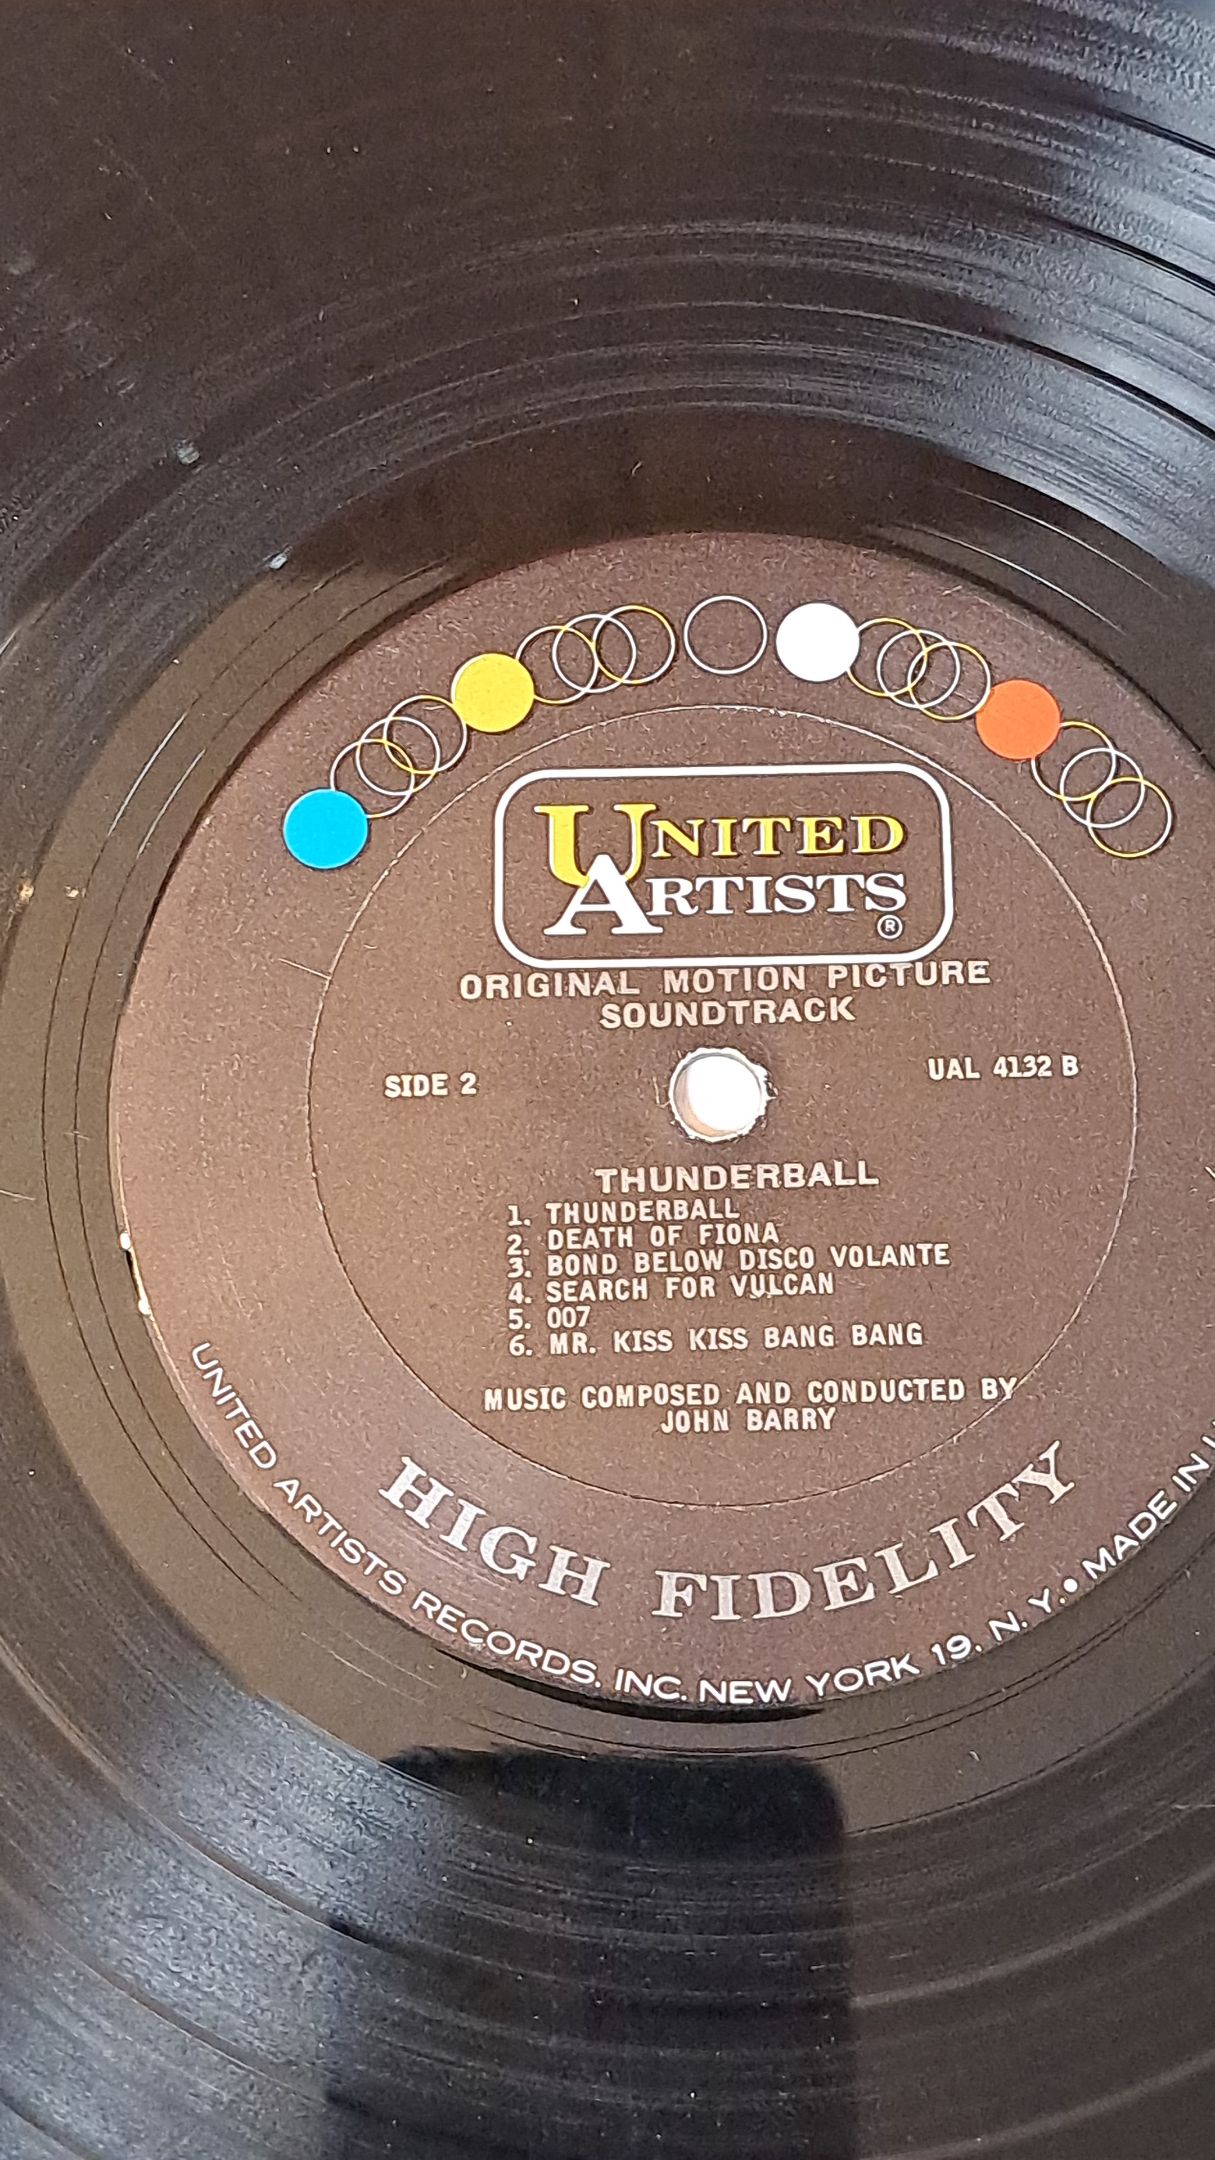 UNITED
ARTISTS
®
ORIGINAL MOTION PICTURE
SOUNDTRACK
SIDE 2
UAL 4132 B
THUNDERBALL
1. THUNDERBALL
2. DEATH OF FIONA
3. BOND BELOW DISCO VOLANTE
4. SEARCH FOR VULCAN
5. 007
6. MR. KISS KISS BANG BANG
MUSIC COMPOSED AND CONDUCTED BY
JOHN BARRY
HIGH FIDELITY
UNITED ARTISTS RECORDS, INC. NEW YORK 19, N. Y. • MADE IN